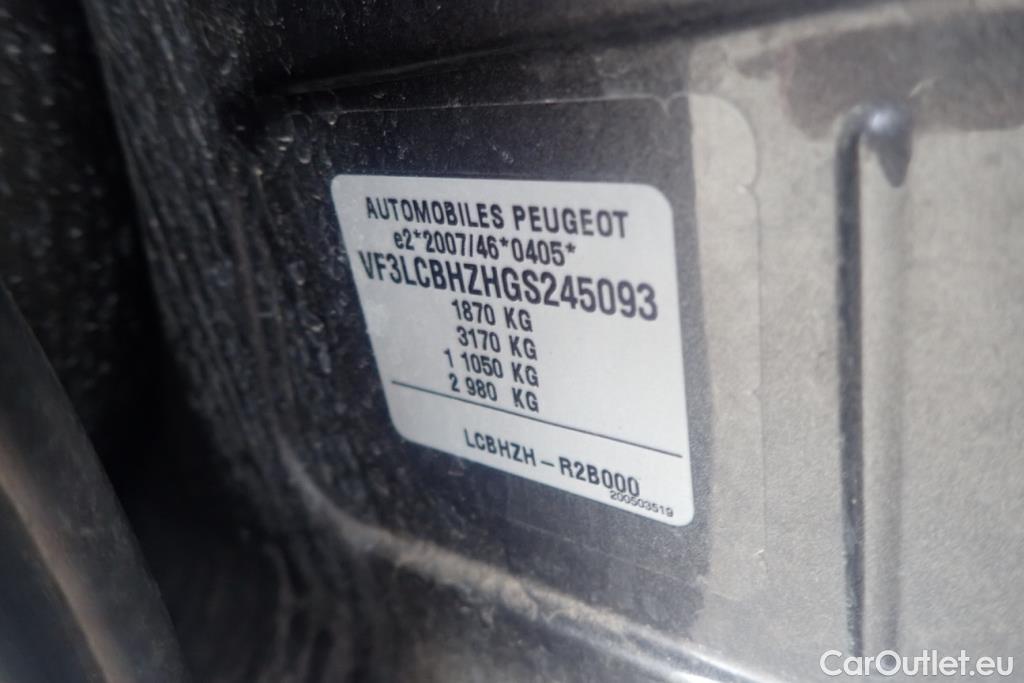 AUTOMOBILES PEUGEOT
e2*2007/46*0405*
VF3LCBHZHGS245093
1870 KG
3170 KG
1 1050 KG
2 980 KG
LCBHZH – R2B000
200503519
CarOutlet.eu